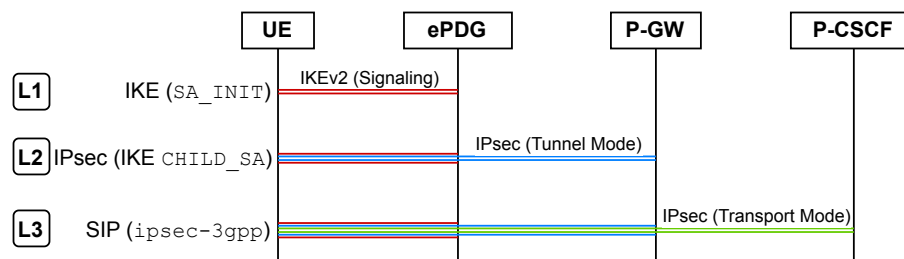 UE ePDG P-GW P-CSCF
IKEv2 (Signaling)
L1 IKE (SA_INIT)
IPsec (Tunnel Mode)
L2 IPsec (IKE CHILD_SA)
IPsec (Transport Mode)
L3 SIP (ipsec-3gpp)